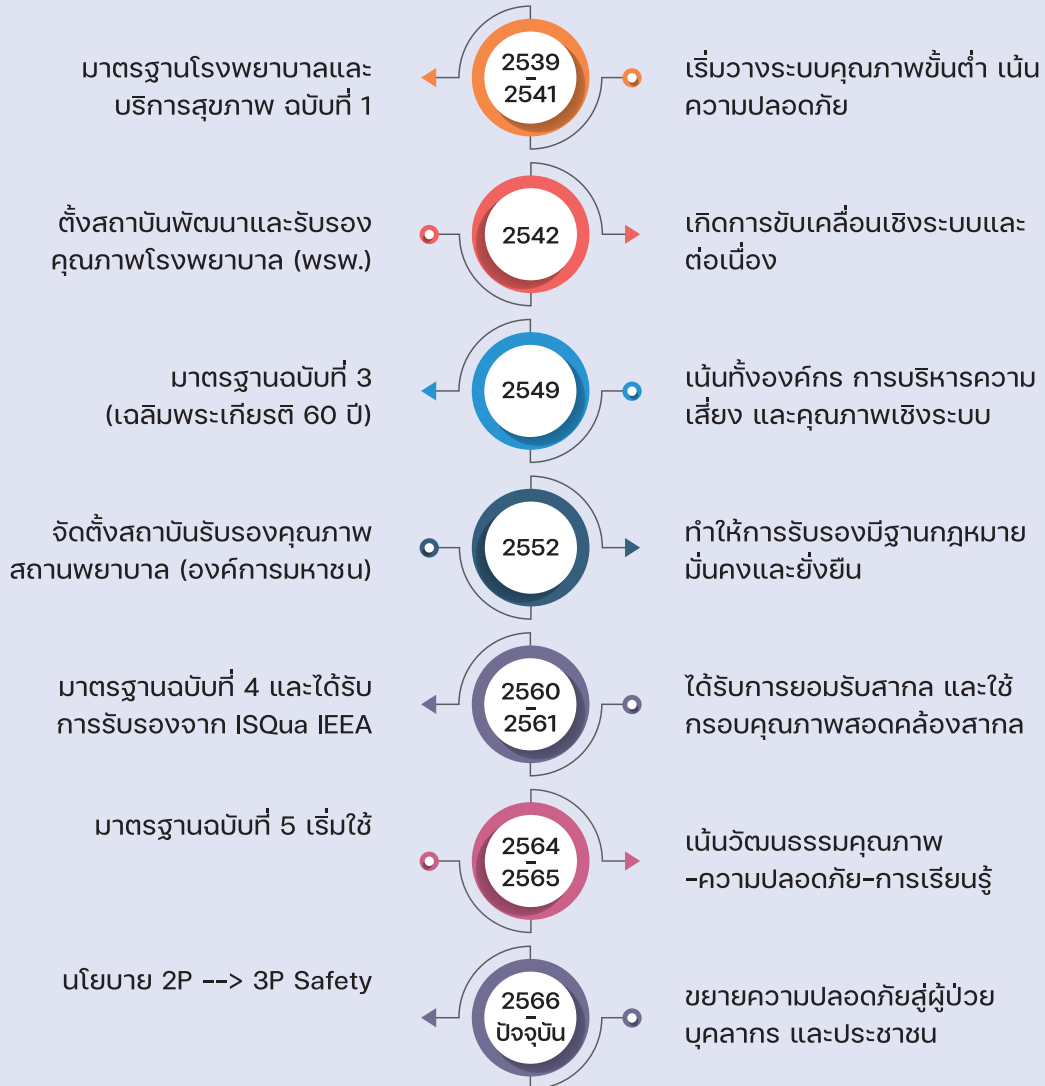 มาตรฐานโรงพยาบาลและ
บริการสุขภาพ ฉบับที่ 1
2539
–
2541
เริ่มวางระบบคุณภาพขั้นต่ำ เน้น
ความปลอดภัย
ตั้งสถาบันพัฒนาและรับรอง
คุณภาพโรงพยาบาล (พรพ.)
2542
เกิดการขับเคลื่อนเชิงระบบและ
ต่อเนื่อง
มาตรฐานฉบับที่ 3
(เฉลิมพระเกียรติ 60 ปี)
2549
เน้นทั้งองค์กร การบริหารความ
เสี่ยง และคุณภาพเชิงระบบ
จัดตั้งสถาบันรับรองคุณภาพ
สถานพยาบาล (องค์การมหาชน)
2552
ทำให้การรับรองมีฐานกฎหมาย
มั่นคงและยั่งยืน
มาตรฐานฉบับที่ 4 และได้รับ
การรับรองจาก ISQua IEEA
2560
–
2561
ได้รับการยอมรับสากล และใช้
กรอบคุณภาพสอดคล้องสากล
มาตรฐานฉบับที่ 5 เริ่มใช้
2564
–
2565
เน้นวัฒนธรรมคุณภาพ
-ความปลอดภัย-การเรียนรู้
นโยบาย 2P --> 3P Safety
2566
–
ปัจจุบัน
ขยายความปลอดภัยสู่ผู้ป่วย
บุคลากร และประชาชน